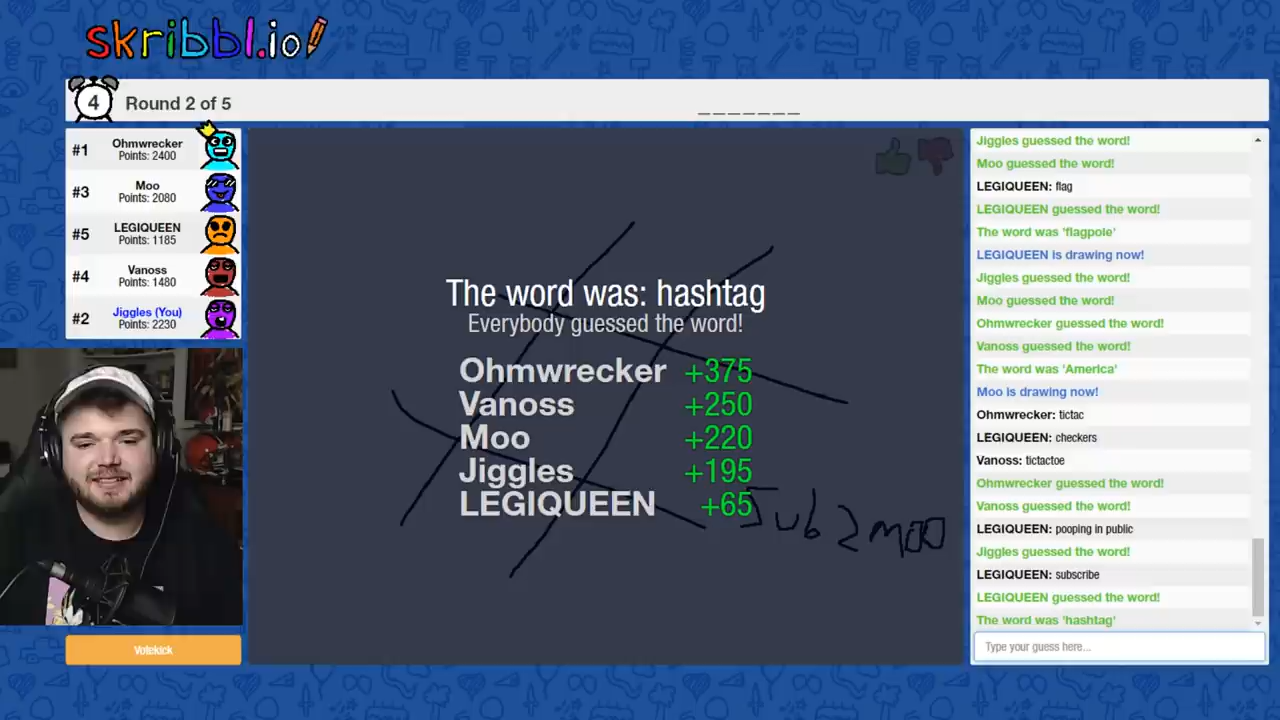 skribbl.io
4
Round 2 of 5
_______
#1
Ohmwrecker
Points: 2400
#3
Moo
Points: 2080
#5
LEGIQUEEN
Points: 1185
#4
Vanoss
Points: 1480
#2
Jiggles (You)
Points: 2230
Votekick
The word was: hashtag
Everybody guessed the word!
Ohmwrecker +375
Vanoss +250
Moo +220
Jiggles +195
LEGIQUEEN +65
Sub 2 moo
Jiggles guessed the word!
Moo guessed the word!
LEGIQUEEN: flag
LEGIQUEEN guessed the word!
The word was 'flagpole'
LEGIQUEEN is drawing now!
Jiggles guessed the word!
Moo guessed the word!
Ohmwrecker guessed the word!
Vanoss guessed the word!
The word was 'America'
Moo is drawing now!
Ohmwrecker: tictac
LEGIQUEEN: checkers
Vanoss: tictactoe
Ohmwrecker guessed the word!
Vanoss guessed the word!
LEGIQUEEN: pooping in public
Jiggles guessed the word!
LEGIQUEEN: subscribe
LEGIQUEEN guessed the word!
The word was 'hashtag'
Type your guess here...